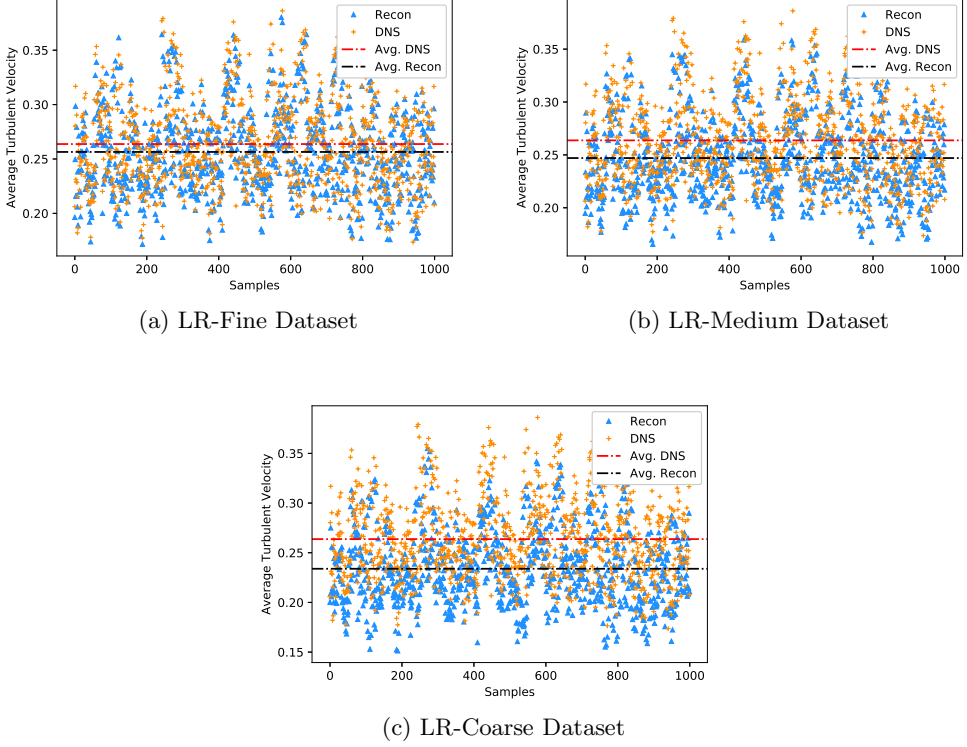 Recon
DNS
Avg. DNS
Avg. Recon
Average Turbulent Velocity
0.35
0.30
0.25
0.20
0 200 400 600 800 1000
Samples
(a) LR-Fine Dataset
Recon
DNS
Avg. DNS
Avg. Recon
Average Turbulent Velocity
0.35
0.30
0.25
0.20
0 200 400 600 800 1000
Samples
(b) LR-Medium Dataset
Recon
DNS
Avg. DNS
Avg. Recon
Average Turbulent Velocity
0.35
0.30
0.25
0.20
0.15
0 200 400 600 800 1000
Samples
(c) LR-Coarse Dataset